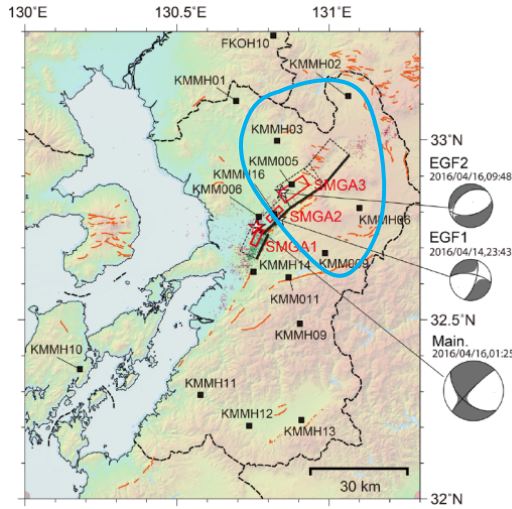 130°E
130.5°E
131°E
FKOH10
KMMH02
KMMH01
33°N
KMMH03
EGF2
2016/04/16,09:48
KMM005
KMMH16
SMGA3
KMM006
SMGA2
KMMH06
EGF1
2016/04/14,23:43
SMGA1
KMMH14
KMM009
KMM011
32.5°N
KMMH09
Main.
2016/04/16,01:25
KMMH10
KMMH11
KMMH12
KMMH13
30 km
32°N